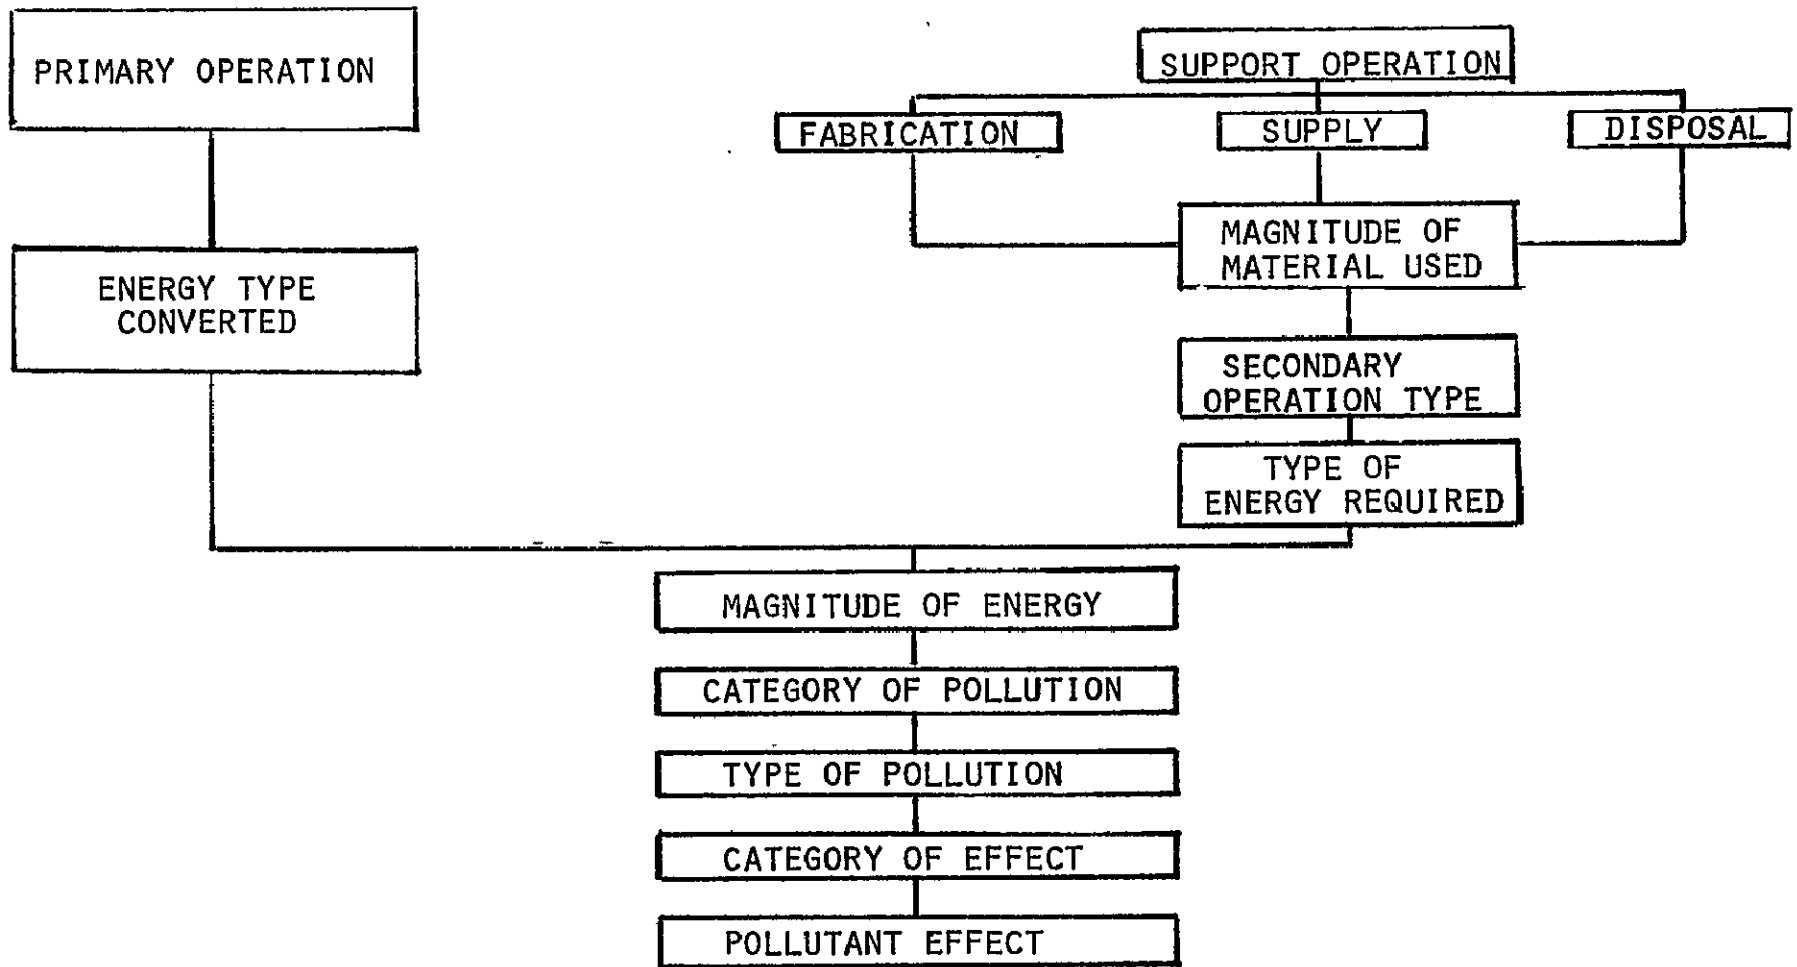 PRIMARY OPERATION
SUPPORT OPERATION
FABRICATION
SUPPLY
DISPOSAL
MAGNITUDE OF
MATERIAL USED
ENERGY TYPE
CONVERTED
SECONDARY
OPERATION TYPE
TYPE OF
ENERGY REQUIRED
MAGNITUDE OF ENERGY
CATEGORY OF POLLUTION
TYPE OF POLLUTION
CATEGORY OF EFFECT
POLLUTANT EFFECT